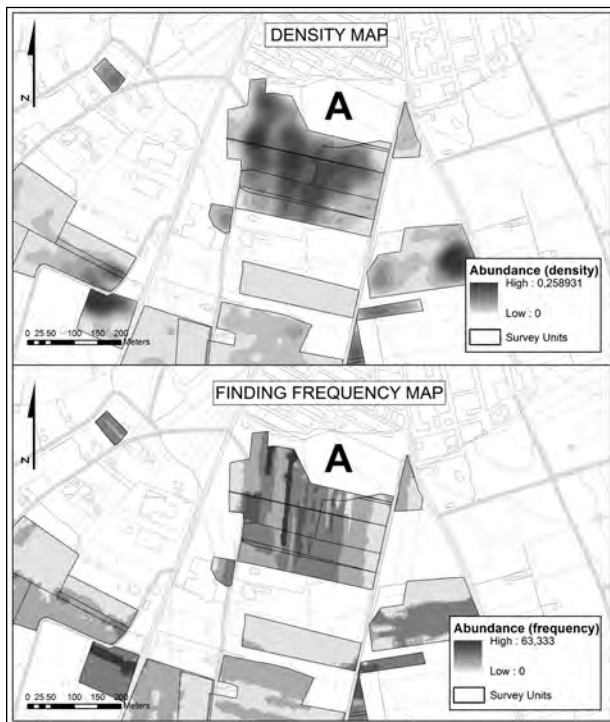 DENSITY MAP
A
N
Abundance (density)
High : 0,258931
Low : 0
Survey Units
0 25 50 100 150 200
Meters
FINDING FREQUENCY MAP
A
N
Abundance (frequency)
High : 63,333
Low : 0
Survey Units
0 25 50 100 150 200
Meters